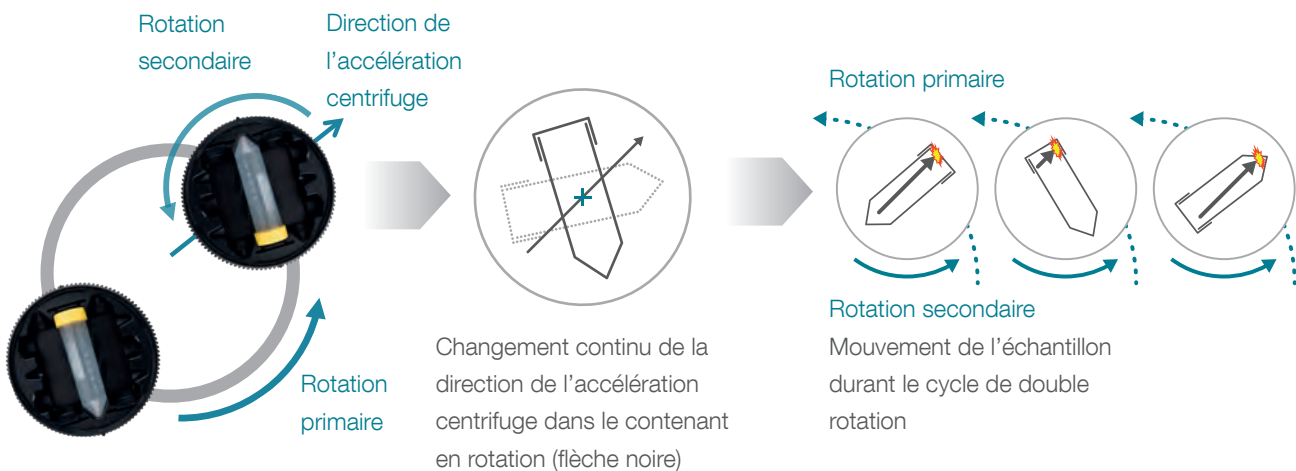 Rotation
secondaire
Direction de
l’accélération
centrifuge
Rotation
primaire
Changement continu de la
direction de l’accélération
centrifuge dans le contenant
en rotation (flèche noire)
Rotation primaire
Rotation secondaire
Mouvement de l’échantillon
durant le cycle de double
rotation